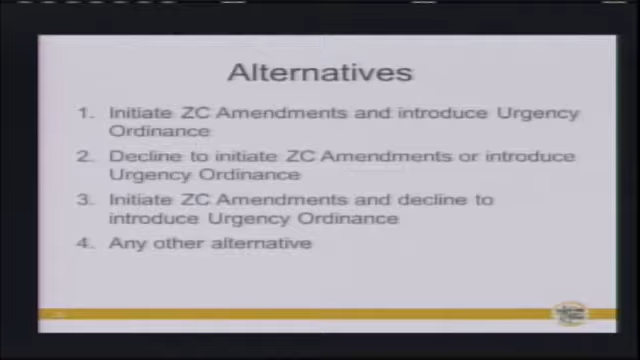 Alternatives
1. Initiate ZC Amendments and introduce Urgency
Ordinance
2. Decline to initiate ZC Amendments or introduce
Urgency Ordinance
3. Initiate ZC Amendments and decline to
introduce Urgency Ordinance
4. Any other alternative